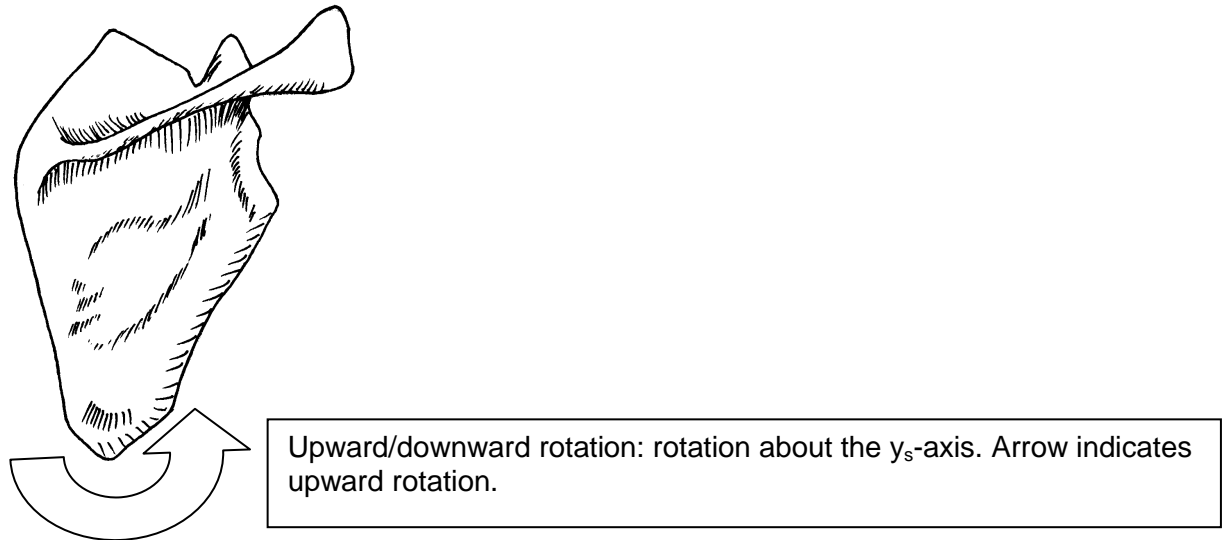 Upward/downward rotation: rotation about the yₛ-axis. Arrow indicates
upward rotation.